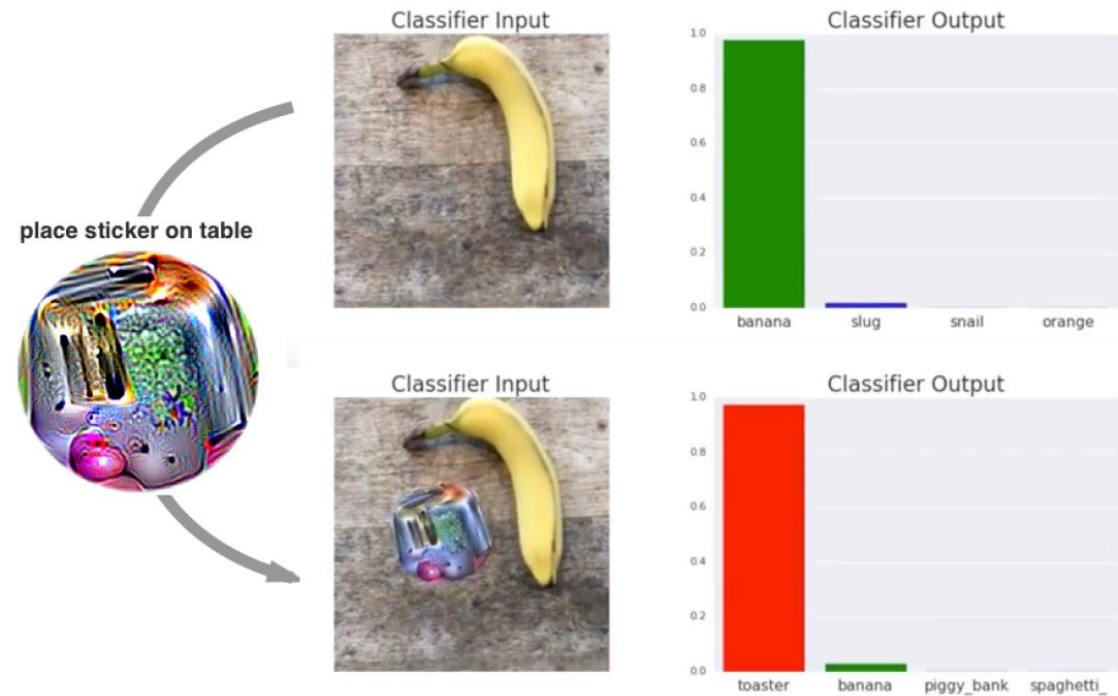 Classifier Input
Classifier Output
1.0
0.8
0.6
0.4
0.2
0.0
banana slug snail orange
place sticker on table
Classifier Input
Classifier Output
1.0
0.8
0.6
0.4
0.2
0.0
toaster banana piggy_bank spaghetti_